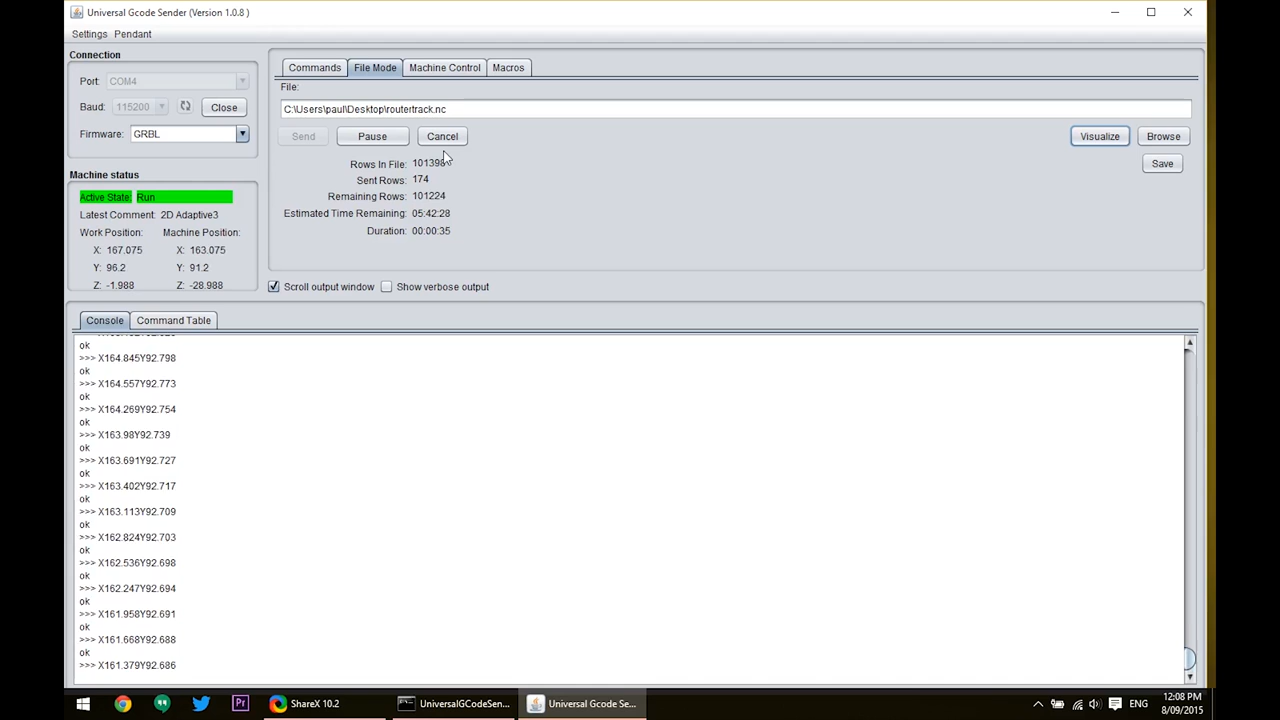 Universal Gcode Sender (Version 1.0.8 )
Settings Pendant
Connection
Port: COM4
Baud: 115200 Close
Firmware: GRBL
Machine status
Active State: Run
Latest Comment: 2D Adaptive3
Work Position: Machine Position:
X: 167.075 X: 163.075
Y: 96.2 Y: 91.2
Z: -1.988 Z: -28.988
Commands File Mode Machine Control Macros
File:
C:\Users\paul\Desktop\routertrack.nc
Send Pause Cancel Visualize Browse
Save
Rows In File: 101398
Sent Rows: 174
Remaining Rows: 101224
Estimated Time Remaining: 05:42:28
Duration: 00:00:35
Scroll output window Show verbose output
Console Command Table
ok
>>> X164.845Y92.798
ok
>>> X164.557Y92.773
ok
>>> X164.269Y92.754
ok
>>> X163.98Y92.739
ok
>>> X163.691Y92.727
ok
>>> X163.402Y92.717
ok
>>> X163.113Y92.709
ok
>>> X162.824Y92.703
ok
>>> X162.536Y92.698
ok
>>> X162.247Y92.694
ok
>>> X161.958Y92.691
ok
>>> X161.668Y92.688
ok
>>> X161.379Y92.686
Pr ShareX 10.2 UniversalGCodeSen... Universal Gcode Se... ENG
12:08 PM
8/09/2015